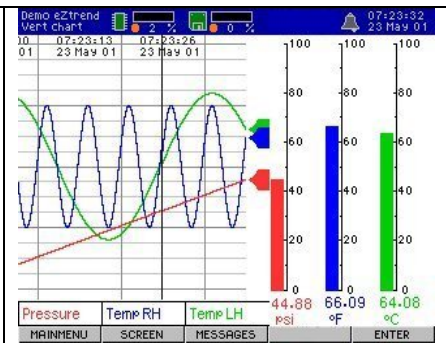 Demo eZtrend
Vert chart
2 %
0 %
07:23:32
23 May 01
00 07:23:13 07:23:26
01 23 May 01 23 May 01
100 100 100
80 80 80
60 60 60
40 40 40
20 20 20
0 0 0
44.88 66.09 64.08
psi °F °C
Pressure Temp RH Temp LH
MAINMENU SCREEN MESSAGES ENTER